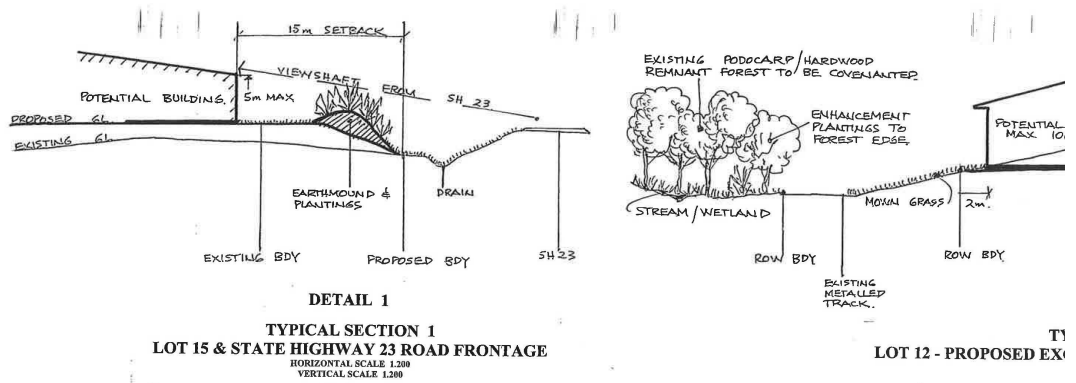 15m SETBACK
VIEWSHAFT FROM SH 23
POTENTIAL BUILDING.
5m MAX
PROPOSED GL
EXISTING GL
EARTHMOUND &
PLANTINGS
DRAIN
EXISTING BDY
PROPOSED BDY
SH 23
DETAIL 1
TYPICAL SECTION 1
LOT 15 & STATE HIGHWAY 23 ROAD FRONTAGE
HORIZONTAL SCALE 1.200
VERTICAL SCALE 1.200
EXISTING PODOCARP/HARDWOOD
REMNANT FOREST TO BE COVENANTED.
ENHANCEMENT
PLANTINGS TO
FOREST EDGE.
POTENTIAL
MAX
STREAM/WETLAND
MOWN GRASS
2m.
ROW BDY
ROW BDY
EXISTING
METALLED
TRACK.
LOT 12 - PROPOSED